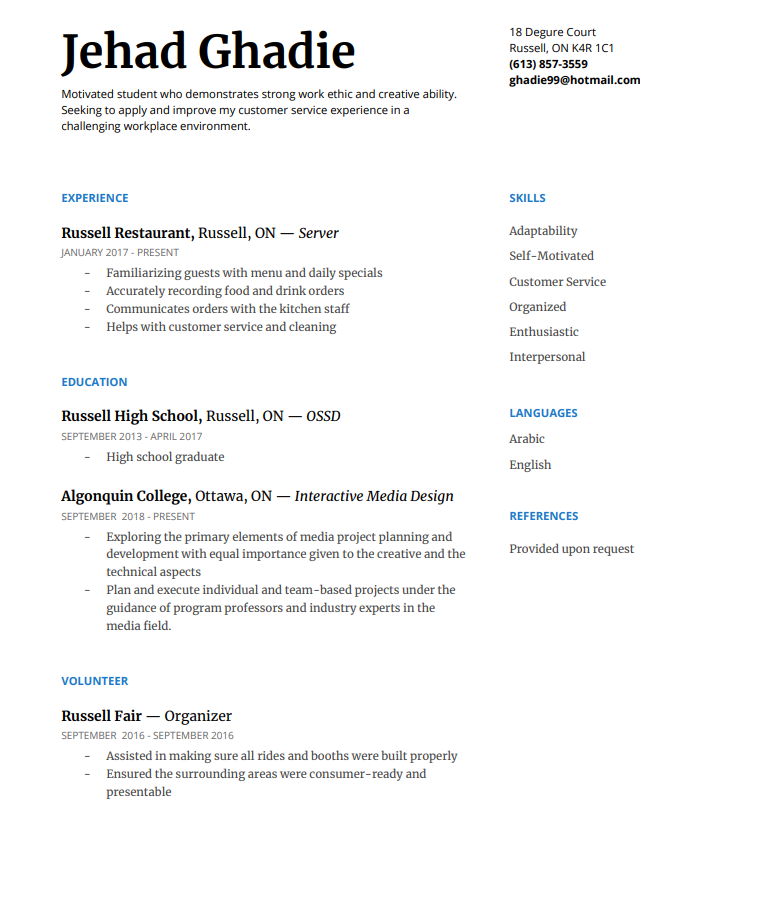 Jehad Ghadie
Motivated student who demonstrates strong work ethic and creative ability.
Seeking to apply and improve my customer service experience in a
challenging workplace environment.
18 Degure Court
Russell, ON K4R 1C1
(613) 857-3559
ghadie99@hotmail.com
EXPERIENCE
Russell Restaurant, Russell, ON — Server
JANUARY 2017 - PRESENT
- Familiarizing guests with menu and daily specials
- Accurately recording food and drink orders
- Communicates orders with the kitchen staff
- Helps with customer service and cleaning
EDUCATION
Russell High School, Russell, ON — OSSD
SEPTEMBER 2013 - APRIL 2017
- High school graduate
Algonquin College, Ottawa, ON — Interactive Media Design
SEPTEMBER 2018 - PRESENT
- Exploring the primary elements of media project planning and
development with equal importance given to the creative and the
technical aspects
- Plan and execute individual and team-based projects under the
guidance of program professors and industry experts in the
media field.
VOLUNTEER
Russell Fair — Organizer
SEPTEMBER 2016 - SEPTEMBER 2016
- Assisted in making sure all rides and booths were built properly
- Ensured the surrounding areas were consumer-ready and
presentable
SKILLS
Adaptability
Self-Motivated
Customer Service
Organized
Enthusiastic
Interpersonal
LANGUAGES
Arabic
English
REFERENCES
Provided upon request